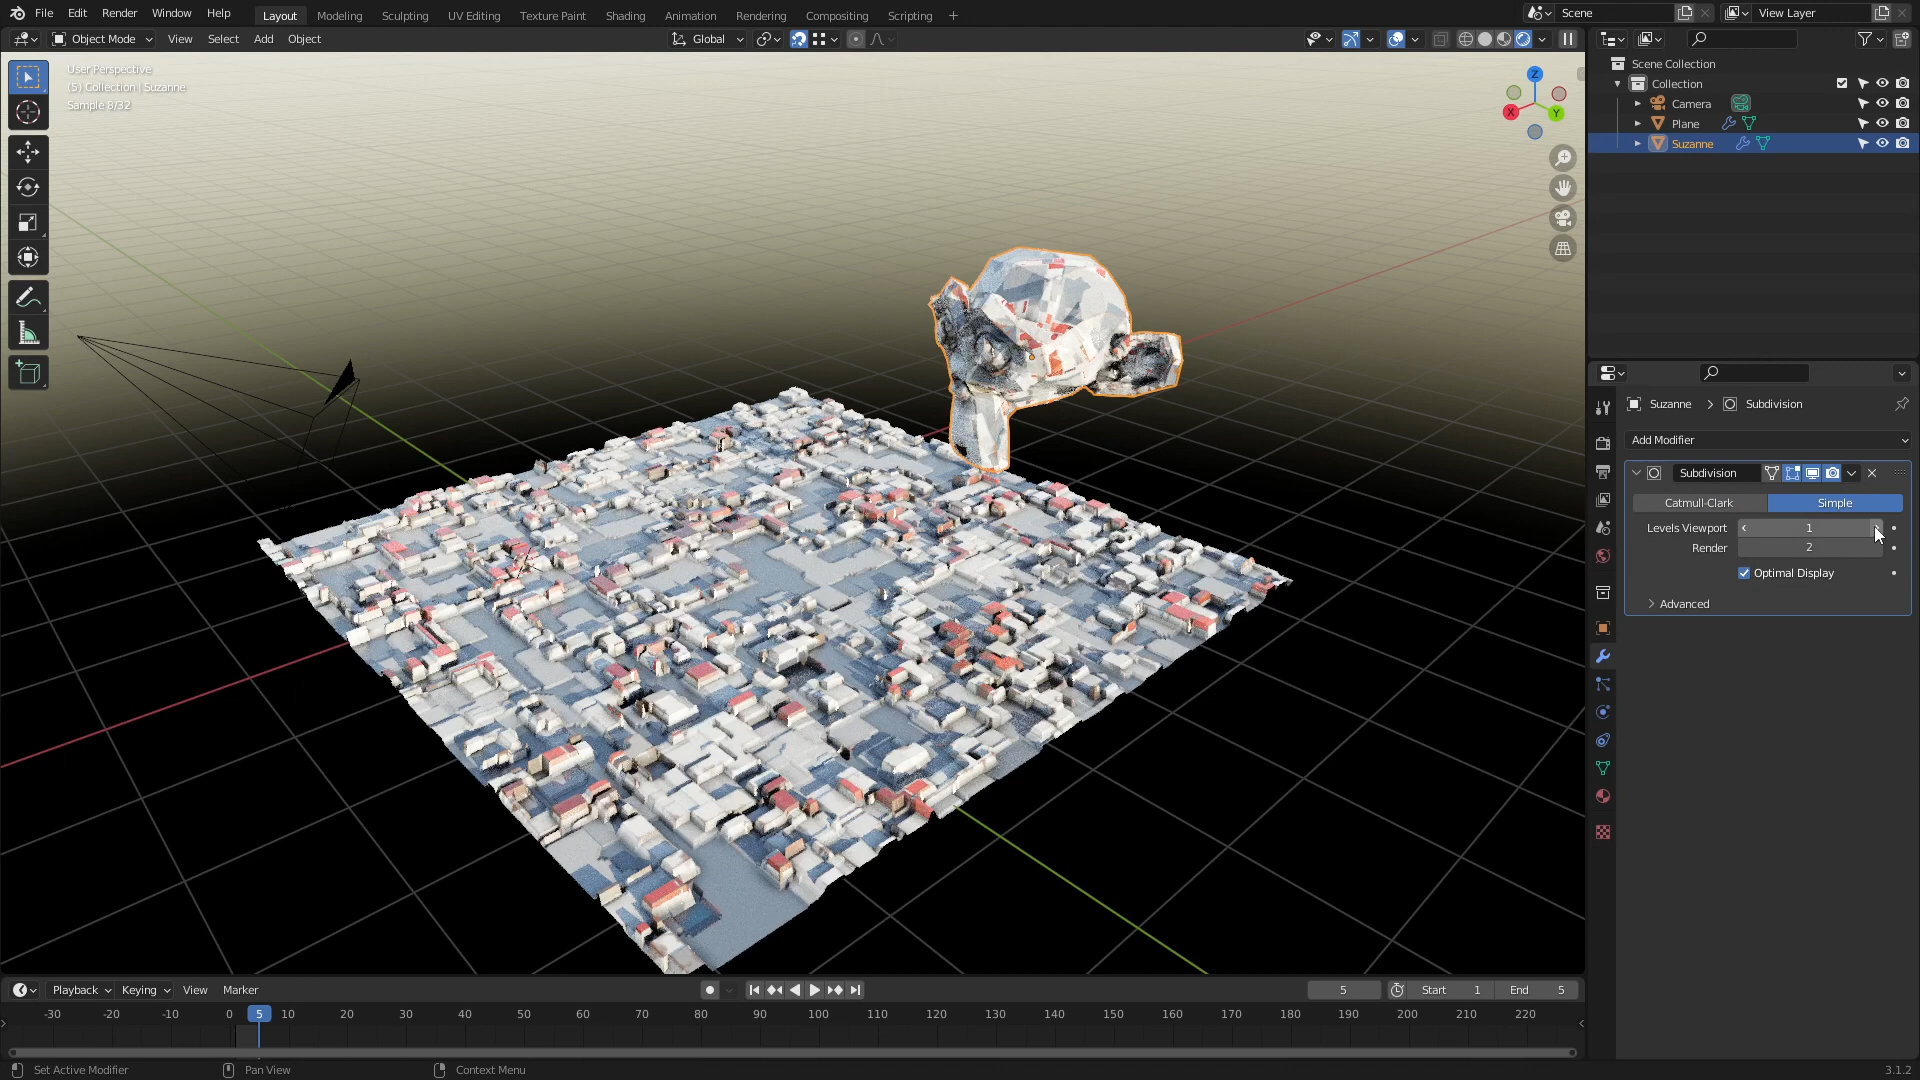 File Edit Render Window Help Layout Modeling Sculpting UV Editing Texture Paint Shading Animation Rendering Compositing Scripting + Scene View Layer
Object Mode View Select Add Object Global
User Perspective
(5) Collection | Suzanne
Sample 8/32
Z
X
Y
Scene Collection
Collection
Camera
Plane
Suzanne
Suzanne > Subdivision
Add Modifier
Subdivision
Catmull-Clark Simple
Levels Viewport 1
Render 2
Optimal Display
Advanced
Playback Keying View Marker 5 Start 1 End 5
-30 -20 -10 0 5 10 20 30 40 50 60 70 80 90 100 110 120 130 140 150 160 170 180 190 200 210 220
Set Active Modifier Pan View Context Menu 3.1.2